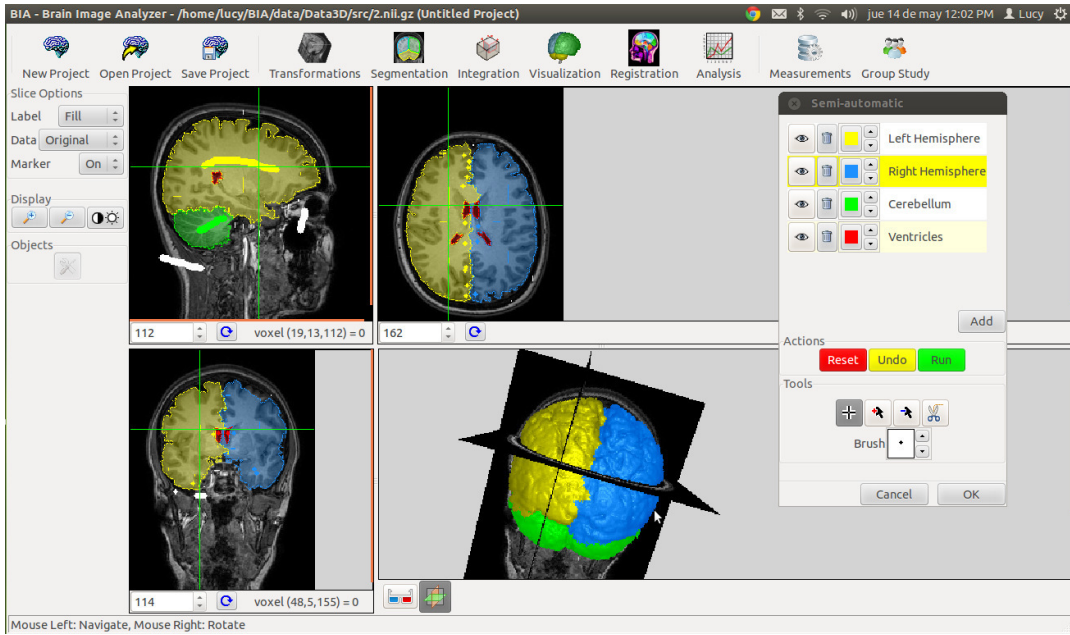 BIA - Brain Image Analyzer - /home/lucy/BIA/data/Data3D/src/2.nii.gz (Untitled Project)
jue 14 de may 12:02 PM Lucy
New Project Open Project Save Project Transformations Segmentation Integration Visualization Registration Analysis Measurements Group Study
Slice Options
Label Fill
Data Original
Marker On
Display
Objects
112 voxel (19,13,112) = 0
162
114 voxel (48,5,155) = 0
Semi-automatic
Left Hemisphere
Right Hemisphere
Cerebellum
Ventricles
Add
Actions
Reset Undo Run
Tools
Brush
Cancel OK
Mouse Left: Navigate, Mouse Right: Rotate